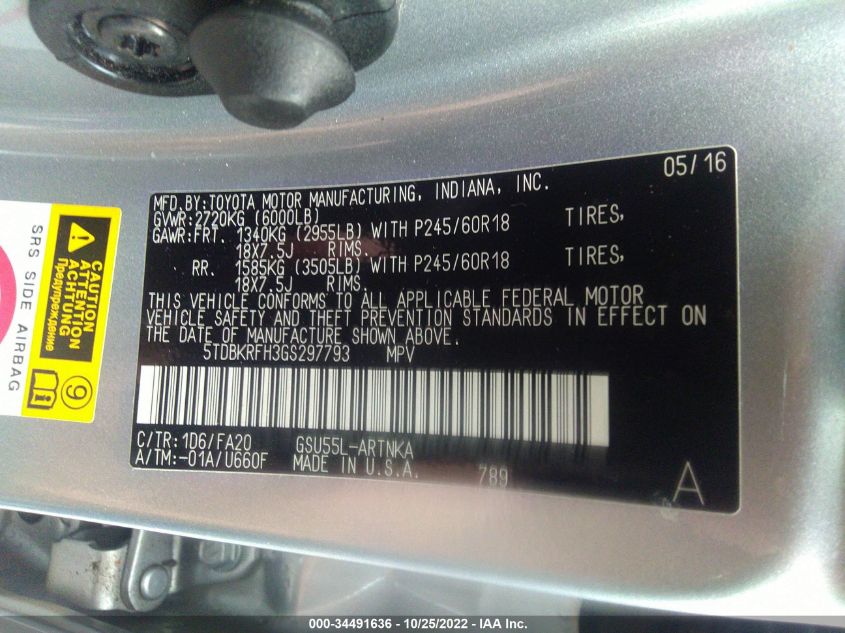 05/16
MFD.BY:TOYOTA MOTOR MANUFACTURING, INDIANA, INC.
GVWR:2720KG (6000LB)
GAWR:FRT. 1340KG (2955LB) WITH P245/60R18 TIRES,
18X7.5J RIMS.
RR. 1585KG (3505LB) WITH P245/60R18 TIRES,
18X7.5J RIMS.
THIS VEHICLE CONFORMS TO ALL APPLICABLE FEDERAL MOTOR
VEHICLE SAFETY AND THEFT PREVENTION STANDARDS IN EFFECT ON
THE DATE OF MANUFACTURE SHOWN ABOVE.
5TDBKRFH3GS297793 MPV
C/TR:1D6/FA20 GSU55L-ARTNKA
A/TM:-01A/U660F MADE IN U.S.A. 789
A
CAUTION
ATTENTION
ACHTUNG
Предупреждение
9
SRS SIDE AIRBAG
000-34491636 - 10/25/2022 - IAA Inc.